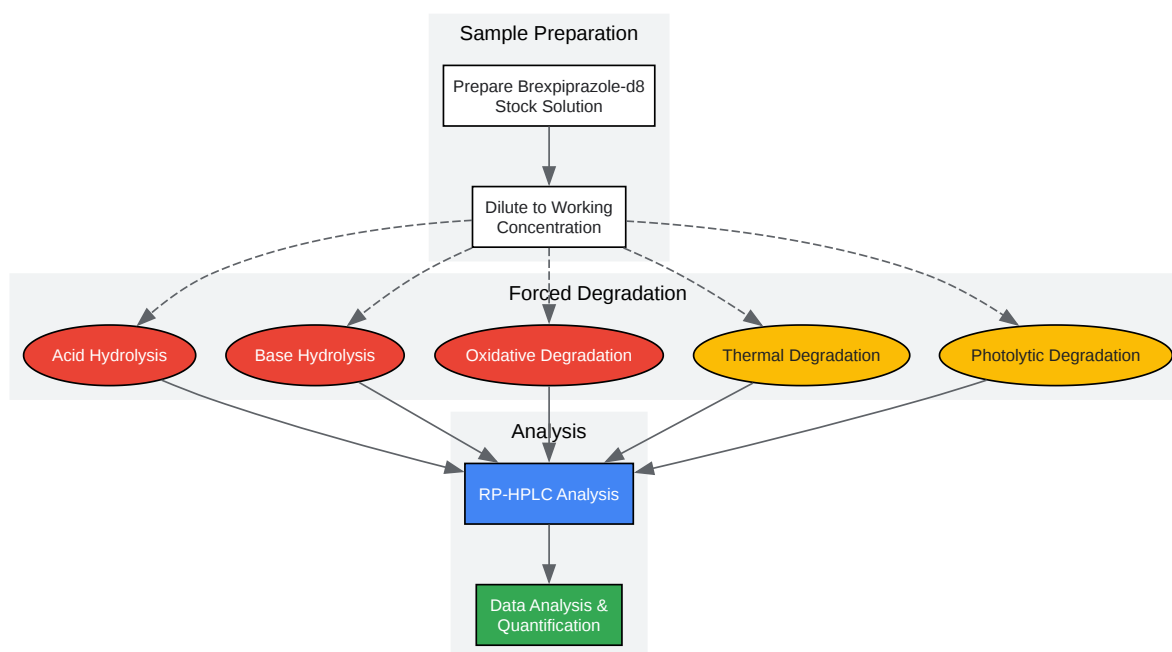 Sample Preparation
Prepare Brexpiprazole-d8
Stock Solution
Dilute to Working
Concentration
Forced Degradation
Acid Hydrolysis
Base Hydrolysis
Oxidative Degradation
Thermal Degradation
Photolytic Degradation
Analysis
RP-HPLC Analysis
Data Analysis &
Quantification